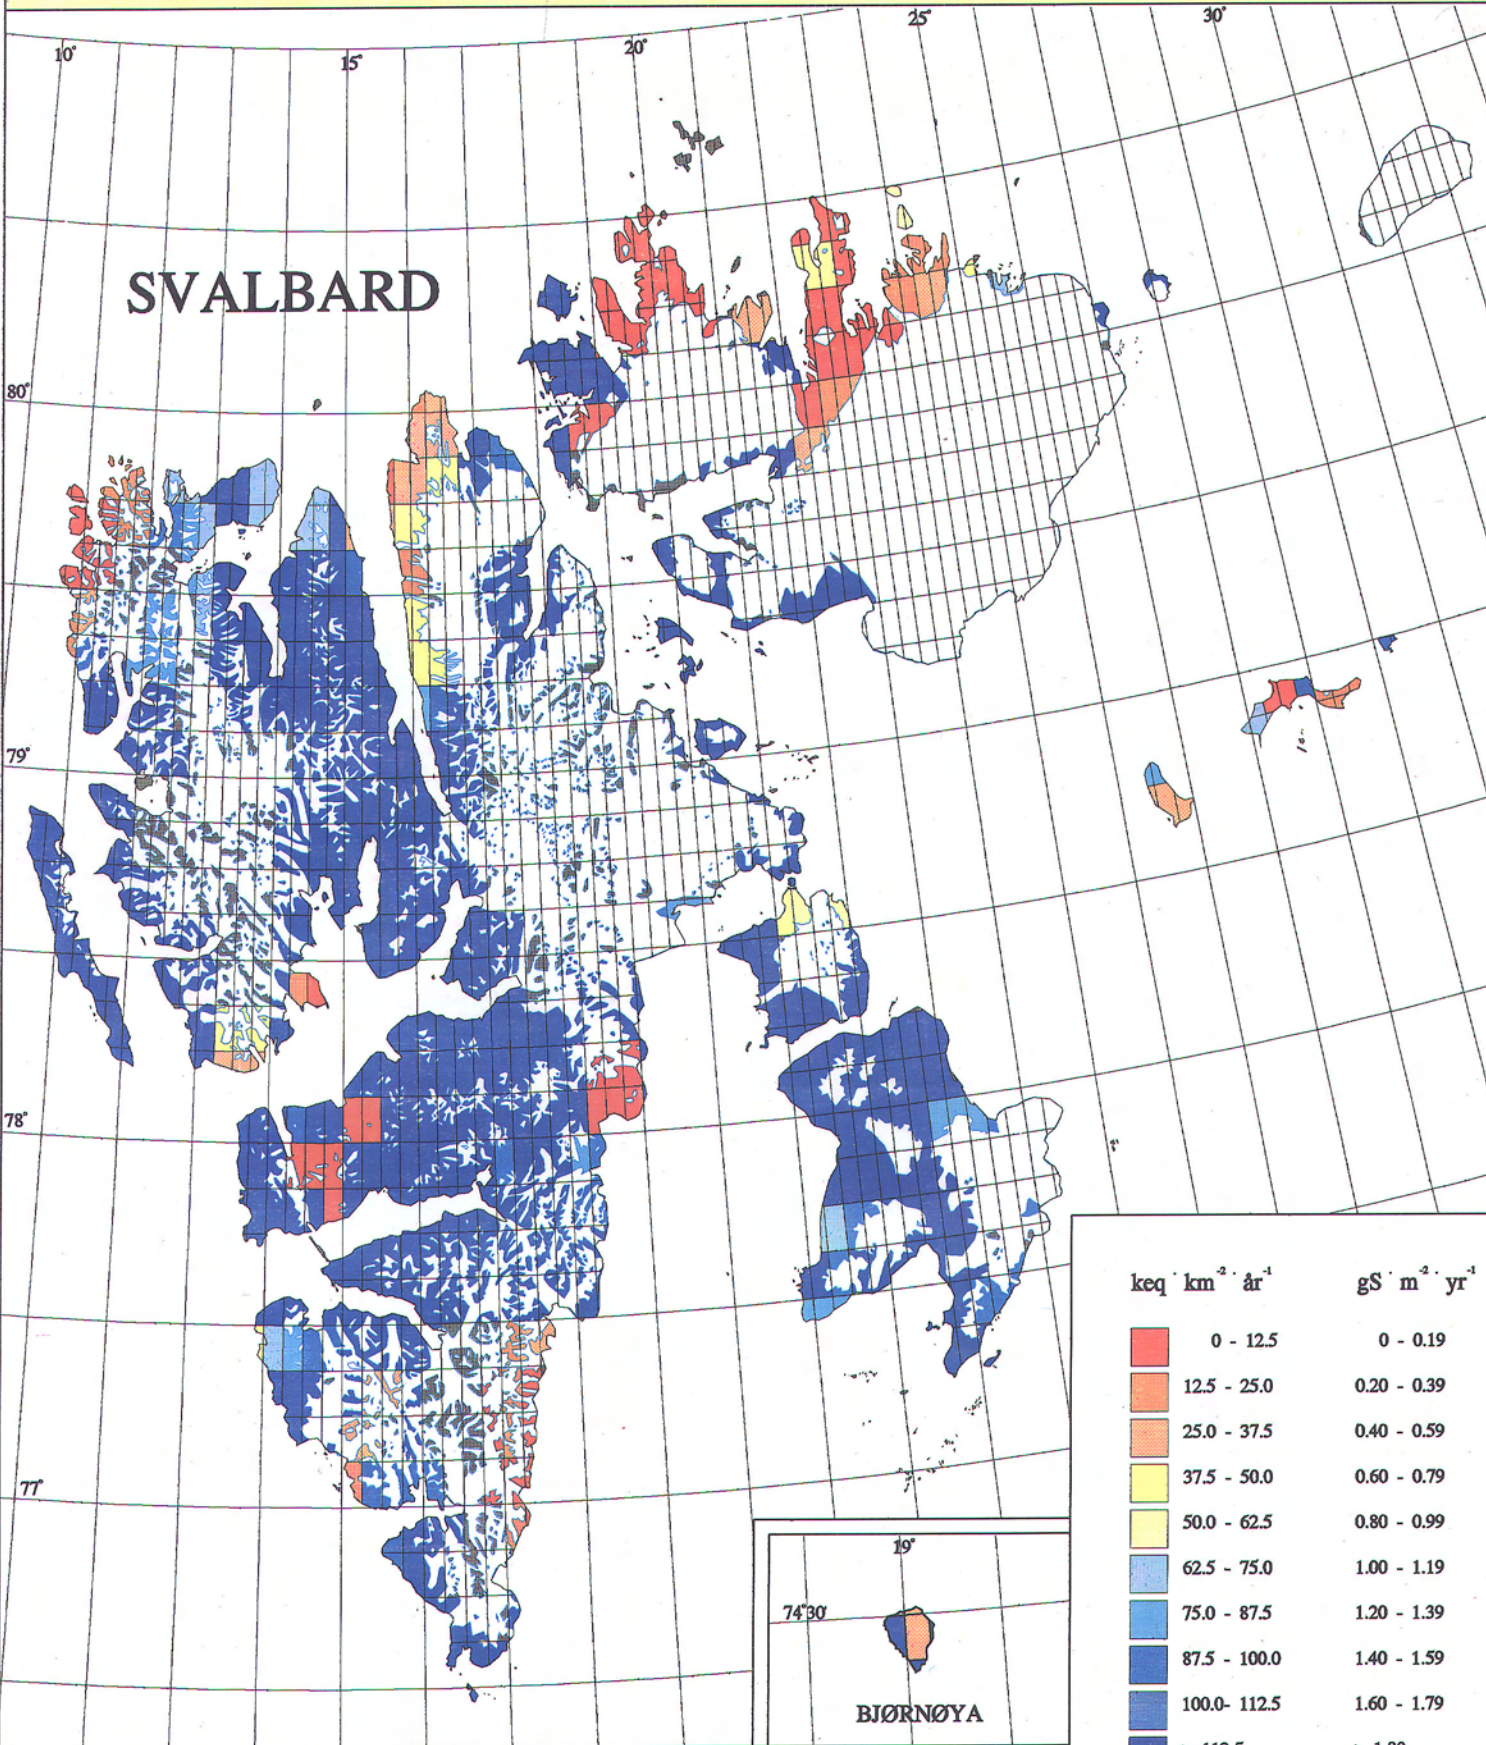 10° 15° 20° 25° 30°
SVALBARD
80°
79°
78°
77°
keq · km⁻² · år⁻¹ gS · m⁻² · yr⁻¹
0 - 12.5 0 - 0.19
12.5 - 25.0 0.20 - 0.39
25.0 - 37.5 0.40 - 0.59
37.5 - 50.0 0.60 - 0.79
50.0 - 62.5 0.80 - 0.99
62.5 - 75.0 1.00 - 1.19
75.0 - 87.5 1.20 - 1.39
87.5 - 100.0 1.40 - 1.59
100.0- 112.5 1.60 - 1.79
19°
74°30'
BJØRNØYA